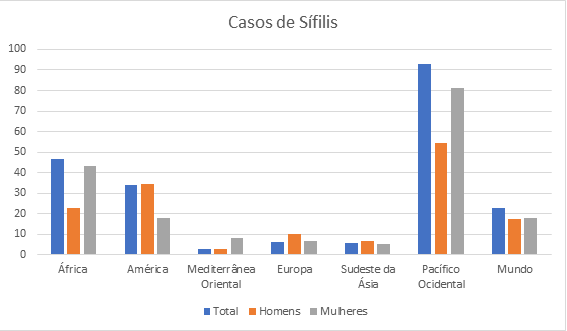 Casos de Sífilis
100
90
80
70
60
50
40
30
20
10
0
África
América
Mediterrânea
Oriental
Europa
Sudeste da
Ásia
Pacífico
Ocidental
Mundo
Total
Homens
Mulheres